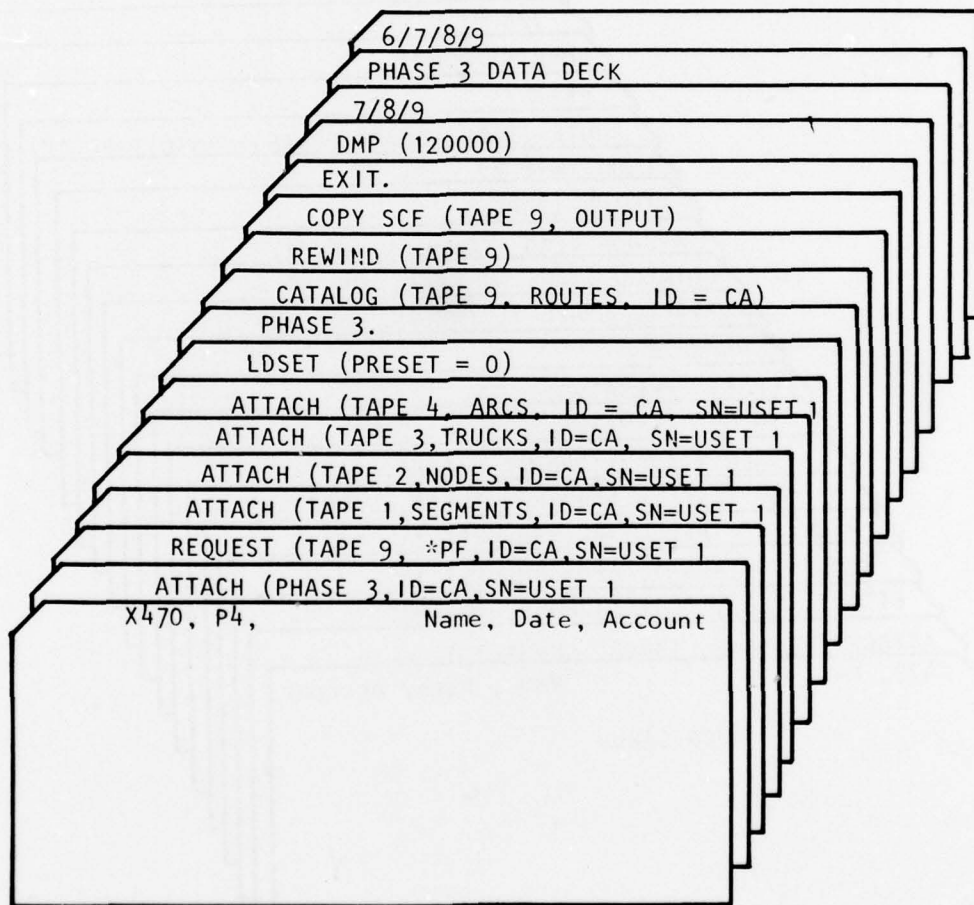 6/7/8/9
PHASE 3 DATA DECK
7/8/9
DMP (120000)
EXIT.
COPY SCF (TAPE 9, OUTPUT)
REWIND (TAPE 9)
CATALOG (TAPE 9, ROUTES, ID = CA)
PHASE 3.
LDSET (PRESET = 0)
ATTACH (TAPE 4, ARCS, ID = CA, SN=USET 1
ATTACH (TAPE 3,TRUCKS,ID=CA, SN=USET 1
ATTACH (TAPE 2,NODES,ID=CA,SN=USET 1
ATTACH (TAPE 1,SEGMENTS,ID=CA,SN=USET 1
REQUEST (TAPE 9, *PF,ID=CA,SN=USET 1
ATTACH (PHASE 3,ID=CA,SN=USET 1
X470, P4, Name, Date, Account